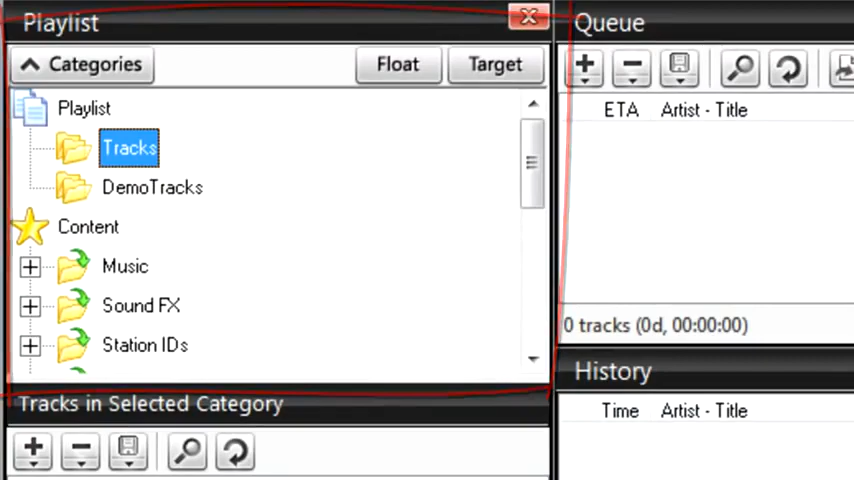 Playlist
Categories
Float
Target
Playlist
Tracks
DemoTracks
Content
Music
Sound FX
Station IDs
Tracks in Selected Category
Queue
ETA Artist - Title
0 tracks (0d, 00:00:00)
History
Time Artist - Title